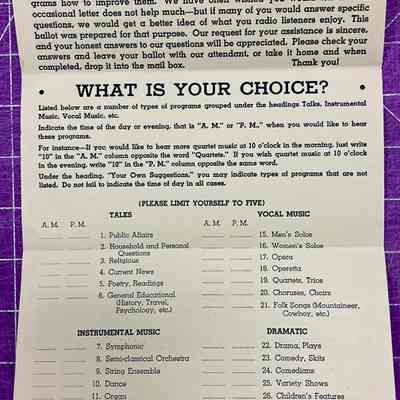 grams how to improve them. We have often wished you would
occasional letter does not help much—but if many of you would answer specific
questions, we would get a better idea of what you radio listeners enjoy. This
ballot was prepared for that purpose. Our request for your assistance is sincere,
and your honest answers to our questions will be appreciated. Please check your
answers and leave your ballot with our attendant, or take it home and when
completed, drop it into the mail box. Thank you!
• WHAT IS YOUR CHOICE? •
Listed below are a number of types of programs grouped under the headings Talks, Instrumental
Music, Vocal Music, etc.
Indicate the time of the day or evening, that is "A. M." or "P. M.," when you would like to hear
these programs.
For instance—If you would like to hear more quartet music at 10 o'clock in the morning, just write
"10" in the "A. M." column opposite the word "Quartets." If you wish quartet music at 10 o'clock
in the evening, write "10" in the "P. M." column opposite the same word.
Under the heading, "Your Own Suggestions," you may indicate types of programs that are not
listed. Do not fail to indicate the time in all cases.
(PLEASE LIMIT YOURSELF TO FIVE)
TALES
A. M. P. M.
1. Public Affairs
2. Household and Personal
Questions
3. Religious
4. Current News
5. Poetry, Readings
6. General Educational
(History, Travel,
Psychology, etc.)
INSTRUMENTAL MUSIC
7. Symphonic
8. Semi-classical Orchestra
9. String Ensemble
10. Dance
11. Organ
VOCAL MUSIC
A. M. P. M.
15. Men's Solos
16. Women's Solos
17. Opera
18. Operetta
19. Quartets, Trios
20. Choruses, Choirs
21. Folk Songs (Mountaineer,
Cowboy, etc.)
DRAMATIC
22. Drama, Plays
23. Comedy, Skits
24. Comedians
25. Variety Shows
26. Children's Features